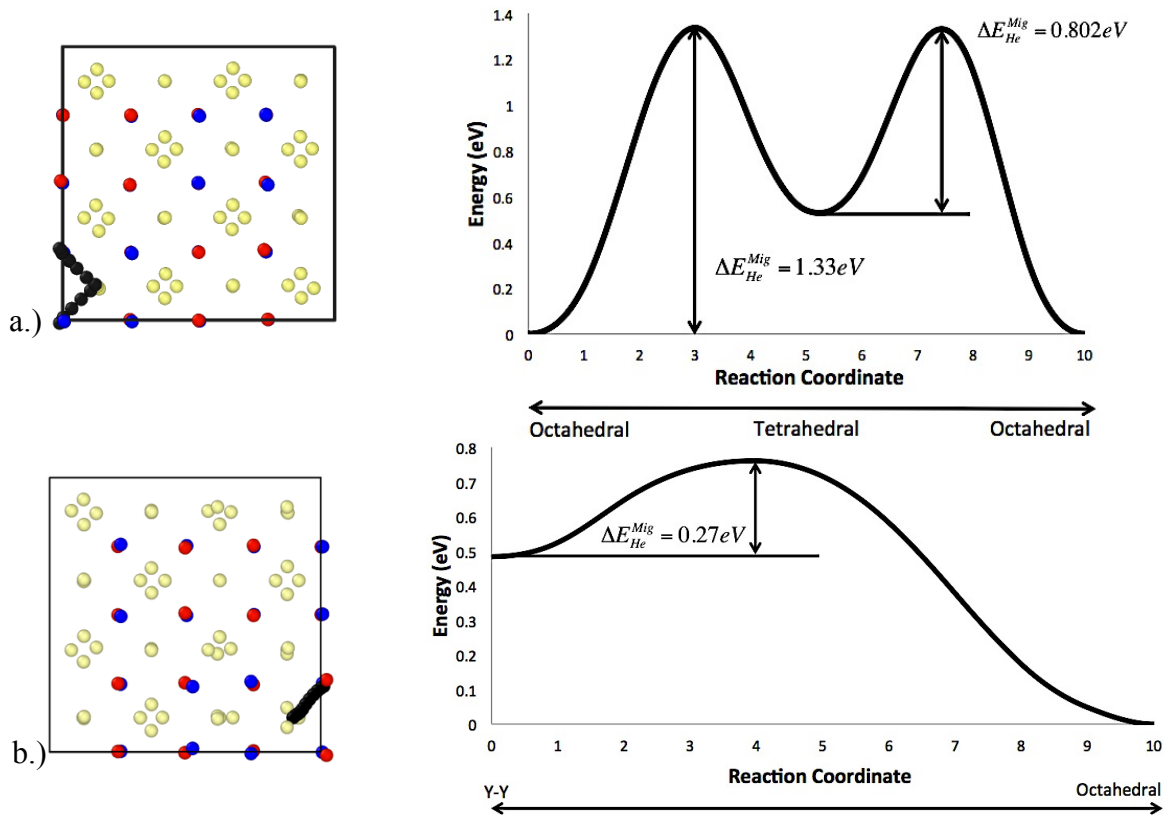 a.)
1.4
1.2
1
0.8
0.6
0.4
0.2
0
Energy (eV)
ΔE_{He}^{Mig} = 0.802eV
ΔE_{He}^{Mig} = 1.33eV
0 1 2 3 4 5 6 7 8 9 10
Reaction Coordinate
Octahedral Tetrahedral Octahedral
b.)
0.8
0.7
0.6
0.5
0.4
0.3
0.2
0.1
0
Energy (eV)
ΔE_{He}^{Mig} = 0.27eV
0 1 2 3 4 5 6 7 8 9 10
Reaction Coordinate
Y-Y Octahedral